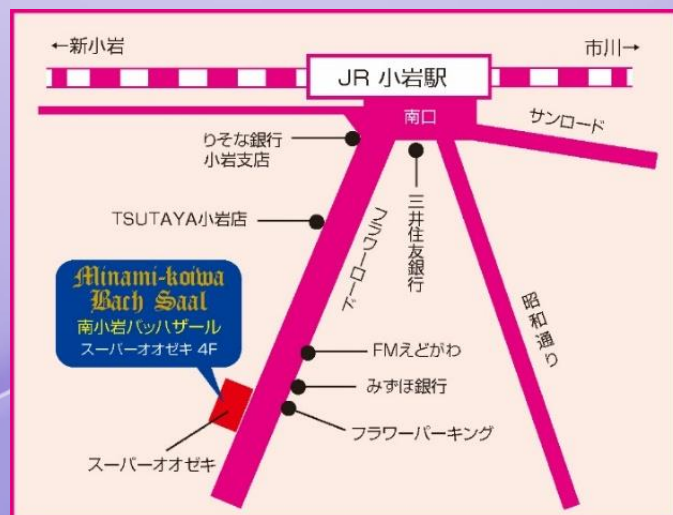 ←新小岩
市川→
JR 小岩駅
南口
サンロード
りそな銀行
小岩支店
三井住友銀行
TSUTAYA小岩店
フラワーロード
昭和通り
Minami-koiwa
Bach Saal
南小岩バッハザール
スーパーオオゼキ 4F
FMえどがわ
みずほ銀行
フラワーパーキング
スーパーオオゼキ